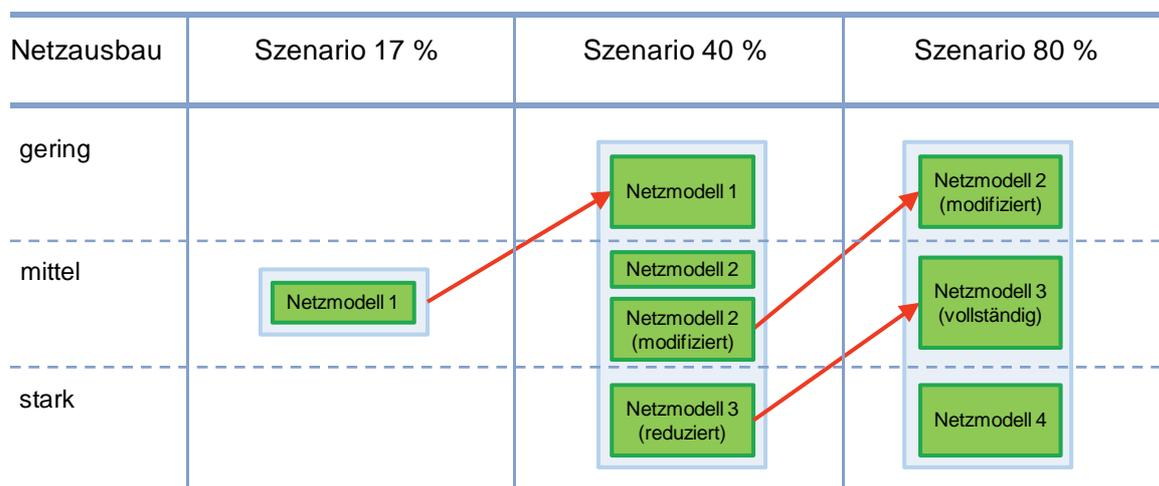 Netzausbau
Szenario 17 %
Szenario 40 %
Szenario 80 %
gering
Netzmodell 1
Netzmodell 2
(modifiziert)
mittel
Netzmodell 1
Netzmodell 2
Netzmodell 2
(modifiziert)
Netzmodell 3
(vollständig)
stark
Netzmodell 3
(reduziert)
Netzmodell 4